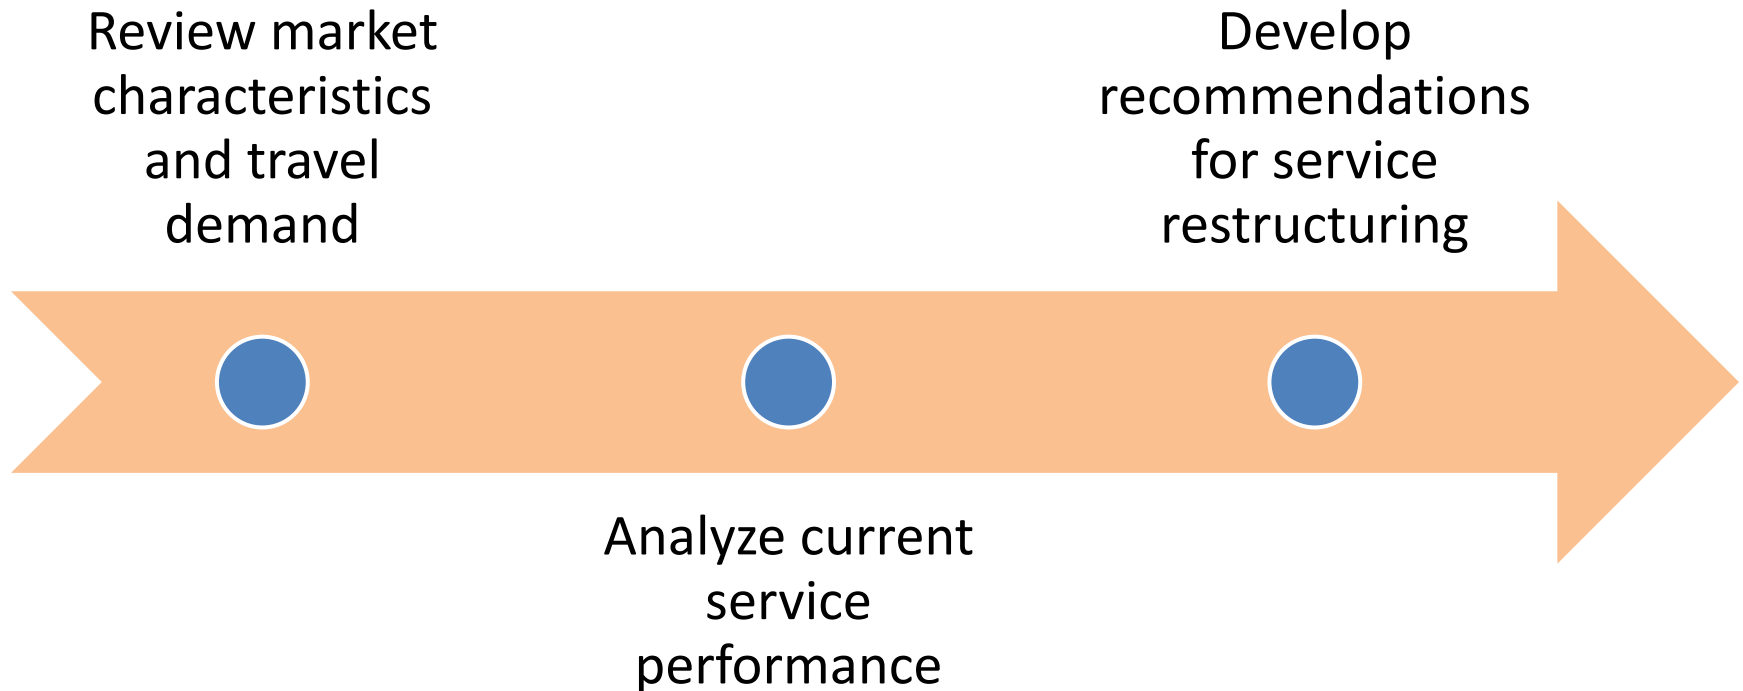 Review market
characteristics
and travel
demand
Analyze current
service
performance
Develop
recommendations
for service
restructuring